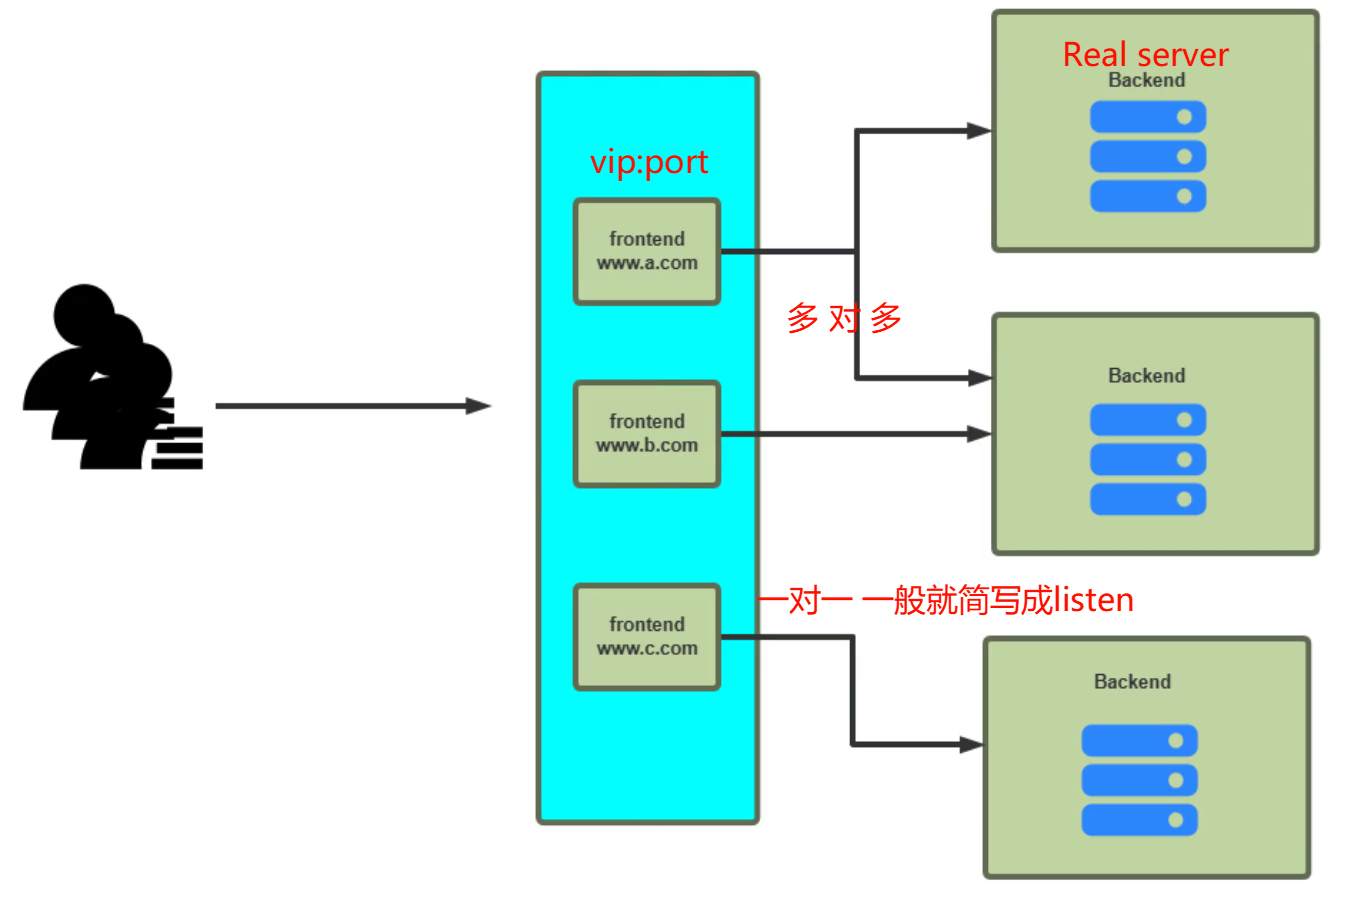 Real server
Backend
vip:port
frontend
www.a.com
多 对 多
Backend
frontend
www.b.com
一对一 一般就简写成listen
frontend
www.c.com
Backend